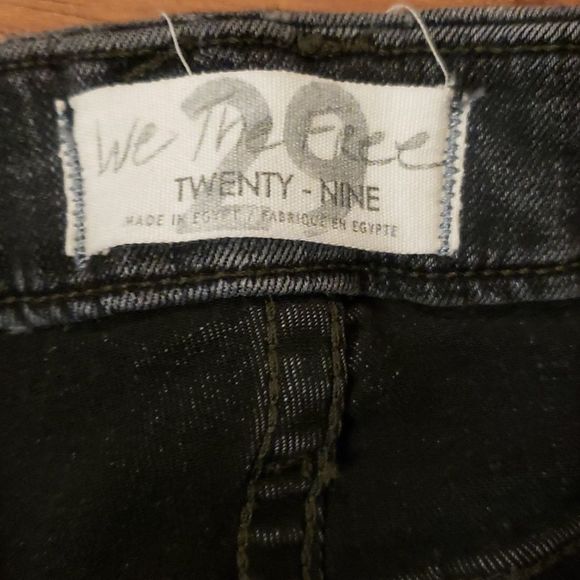 29
We The Free
TWENTY - NINE
MADE IN EGYPT / FABRIQUE EN EGYPTE